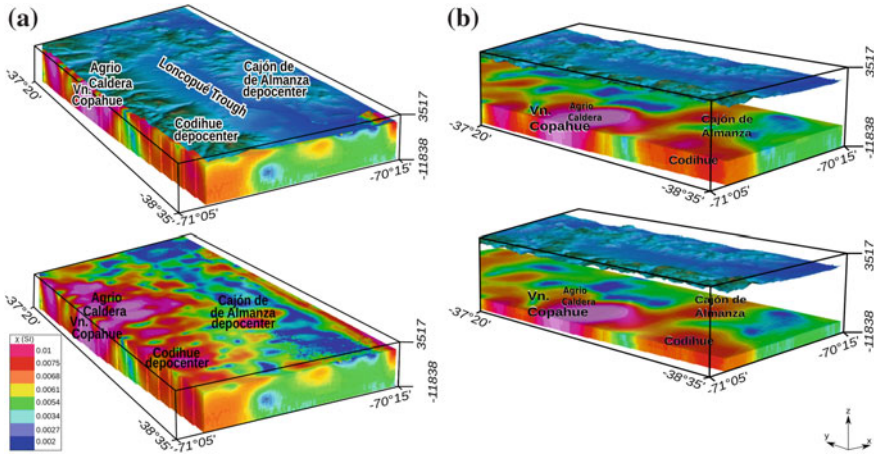 (a)
Agrio
Caldera
Vn.
Copahue
Loncopué Trough
Cajón de
de Almanza
depocenter
Codihue
depocenter
-37°20'
3517
-11838
-70°15'
-38°35'
-71°05'
Agrio
Caldera
Vn.
Copahue
Cajón de
de Almanza
depocenter
Codihue
depocenter
-37°20'
3517
-11838
-70°15'
-38°35'
-71°05'
χ (SI)
0.01
0.0075
0.0068
0.0061
0.0054
0.0034
0.0027
0.002
(b)
Vn.
Copahue
Agrio
Caldera
Cajón de
Almanza
Codihue
-37°20'
3517
-11838
-70°15'
-38°35'
-71°05'
Vn.
Copahue
Agrio
Caldera
Cajón de
Almanza
Codihue
-37°20'
3517
-11838
-70°15'
-38°35'
-71°05'
z
y
x